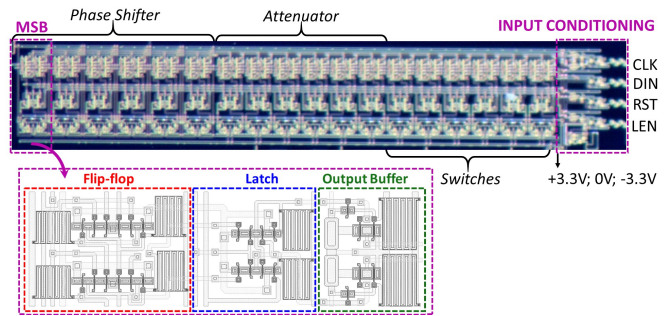 Phase Shifter
Attenuator
MSB
INPUT CONDITIONING
CLK
DIN
RST
LEN
Switches
+3.3V; 0V; -3.3V
Flip-flop
Latch
Output Buffer